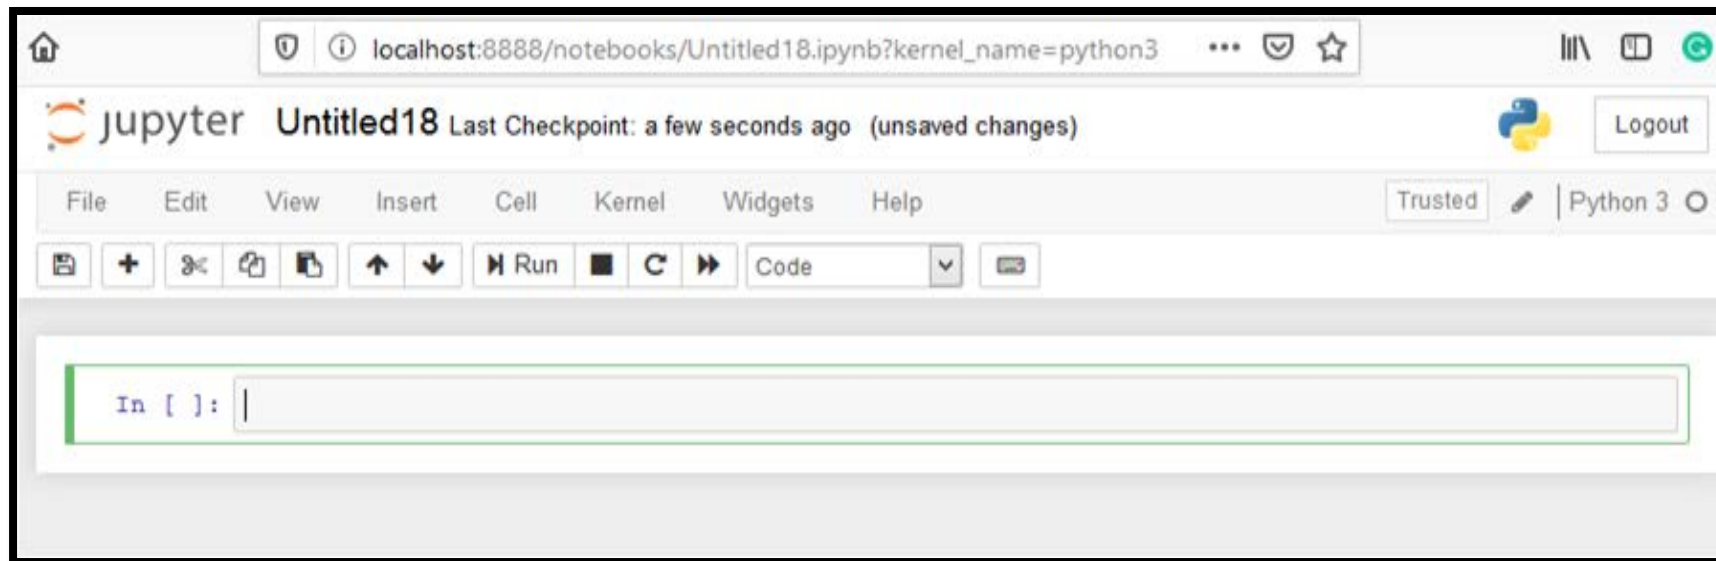 localhost:8888/notebooks/Untitled18.ipynb?kernel_name=python3
jupyter Untitled18 Last Checkpoint: a few seconds ago (unsaved changes) Logout
File Edit View Insert Cell Kernel Widgets Help Trusted Python 3
Run Code
In [ ]: